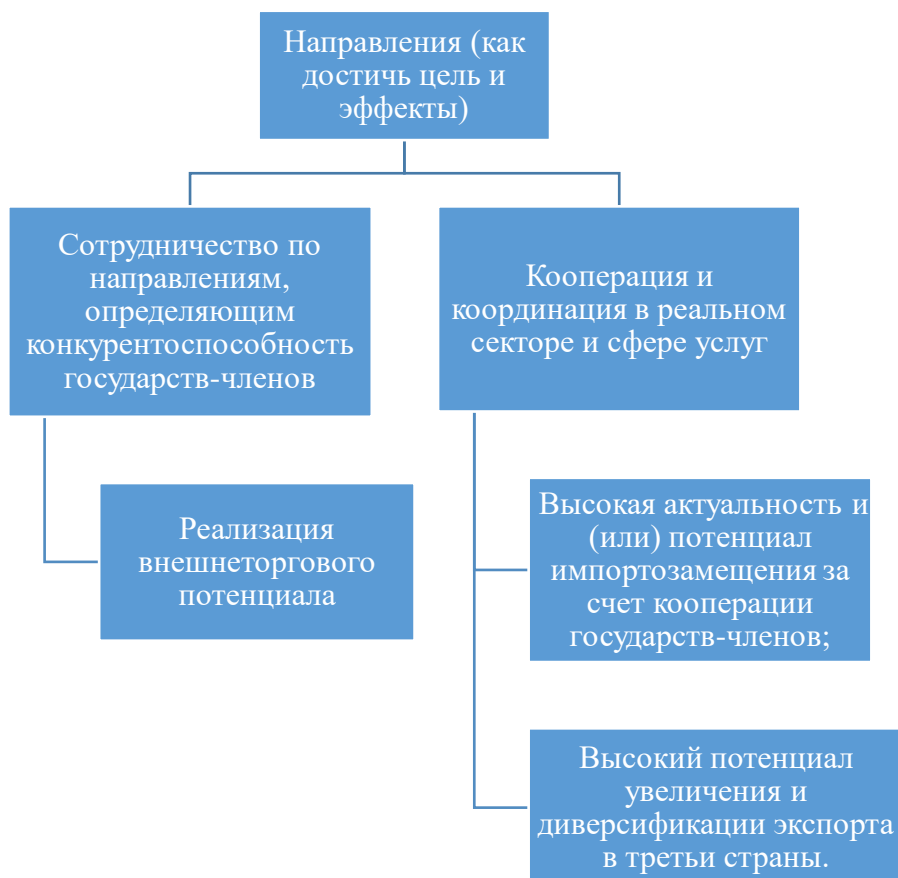 Направления (как
достичь цель и
эффекты)
Сотрудничество по
направлениям,
определяющим
конкурентоспособность
государств-членов
Реализация
внешнеторгового
потенциала
Кооперация и
координация в реальном
секторе и сфере услуг
Высокая актуальность и
(или) потенциал
импортозамещения за
счет кооперации
государств-членов;
Высокий потенциал
увеличения и
диверсификации экспорта
в третьи страны.